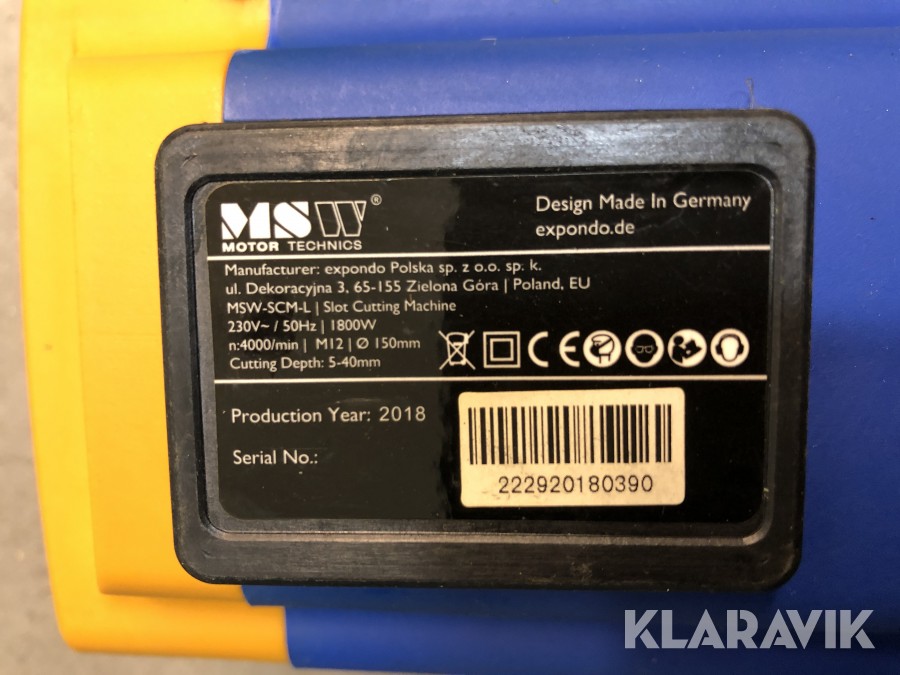 MSW®
MOTOR TECHNICS
Design Made In Germany
expondo.de
Manufacturer: expondo Polska sp. z o.o. sp. k.
ul. Dekoracyjna 3, 65-155 Zielona Góra | Poland, EU
MSW-SCM-L | Slot Cutting Machine
230V~ / 50Hz | 1800W
n:4000/min | M12 | Ø 150mm
CE
Cutting Depth: 5-40mm
Production Year: 2018
Serial No.:
222920180390
KLARAVIK